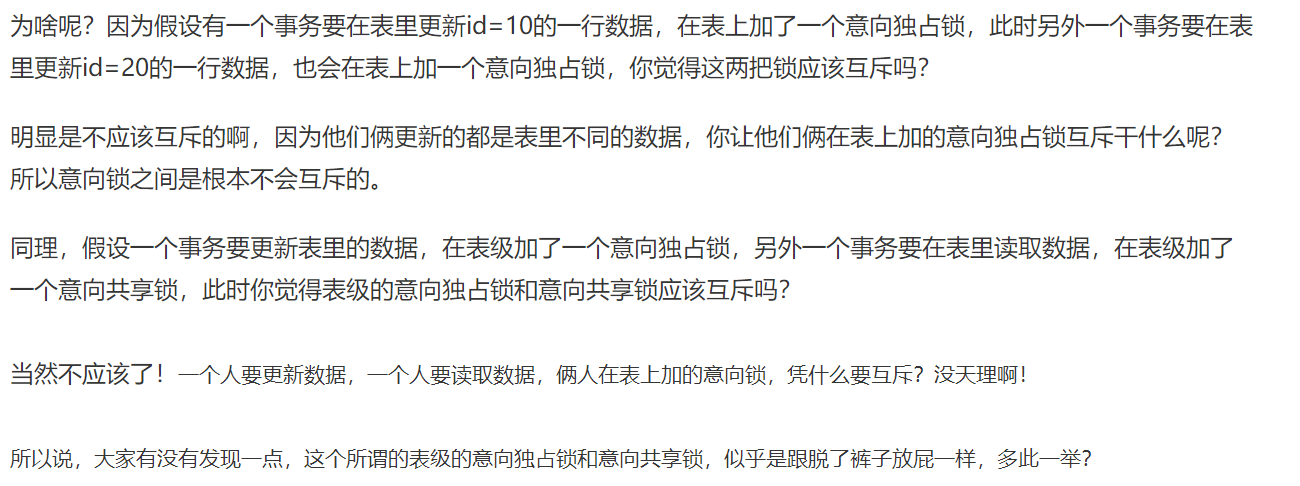 为啥呢？因为假设有一个事务要在表里更新id=10的一行数据，在表上加了一个意向独占锁，此时另外一个事务要在表
里更新id=20的一行数据，也会在表上加一个意向独占锁，你觉得这两把锁应该互斥吗？
明显是不应该互斥的啊，因为他们俩更新的都是表里不同的数据，你让他们俩在表上加的意向独占锁互斥干什么呢？
所以意向锁之间是根本不会互斥的。
同理，假设一个事务要更新表里的数据，在表级加了一个意向独占锁，另外一个事务要在表里读取数据，在表级加了
一个意向共享锁，此时你觉得表级的意向独占锁和意向共享锁应该互斥吗？
当然不应该了！一个人要更新数据，一个人要读取数据，俩人在表上加的意向锁，凭什么要互斥？没天理啊！
所以说，大家有没有发现一点，这个所谓的表级的意向独占锁和意向共享锁，似乎是跟脱了裤子放屁一样，多此一举？